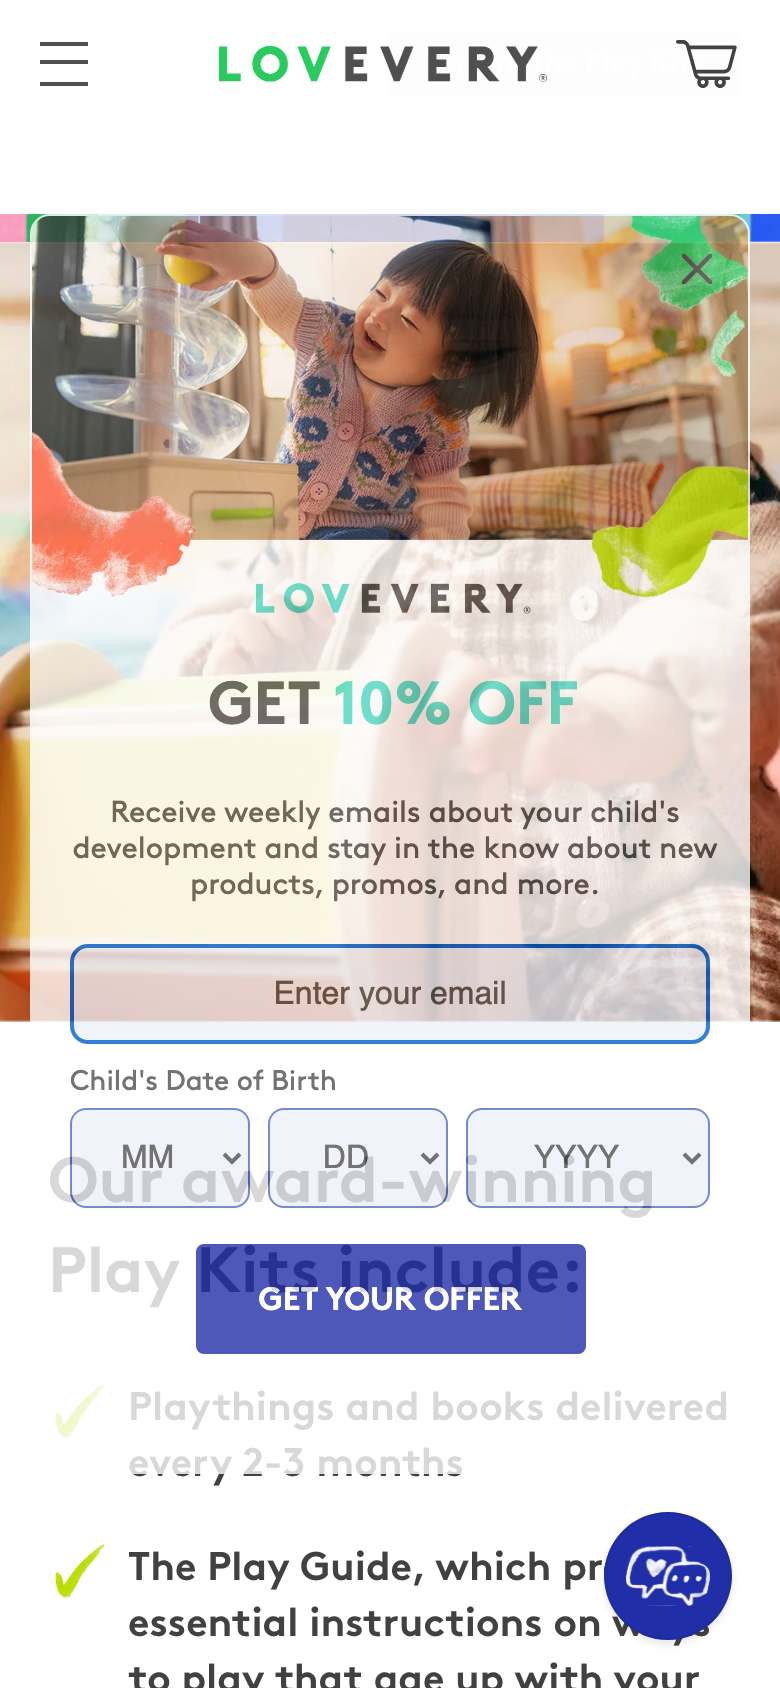 LOVEVERY®
LOVEVERY®
GET 10% OFF
Receive weekly emails about your child's
development and stay in the know about new
products, promos, and more.
Enter your email
Child's Date of Birth
MM DD YYYY
Our award-winning
Play Kits include:
GET YOUR OFFER
Playthings and books delivered
every 2-3 months
The Play Guide, which
essential instructions on
to play that age up with your